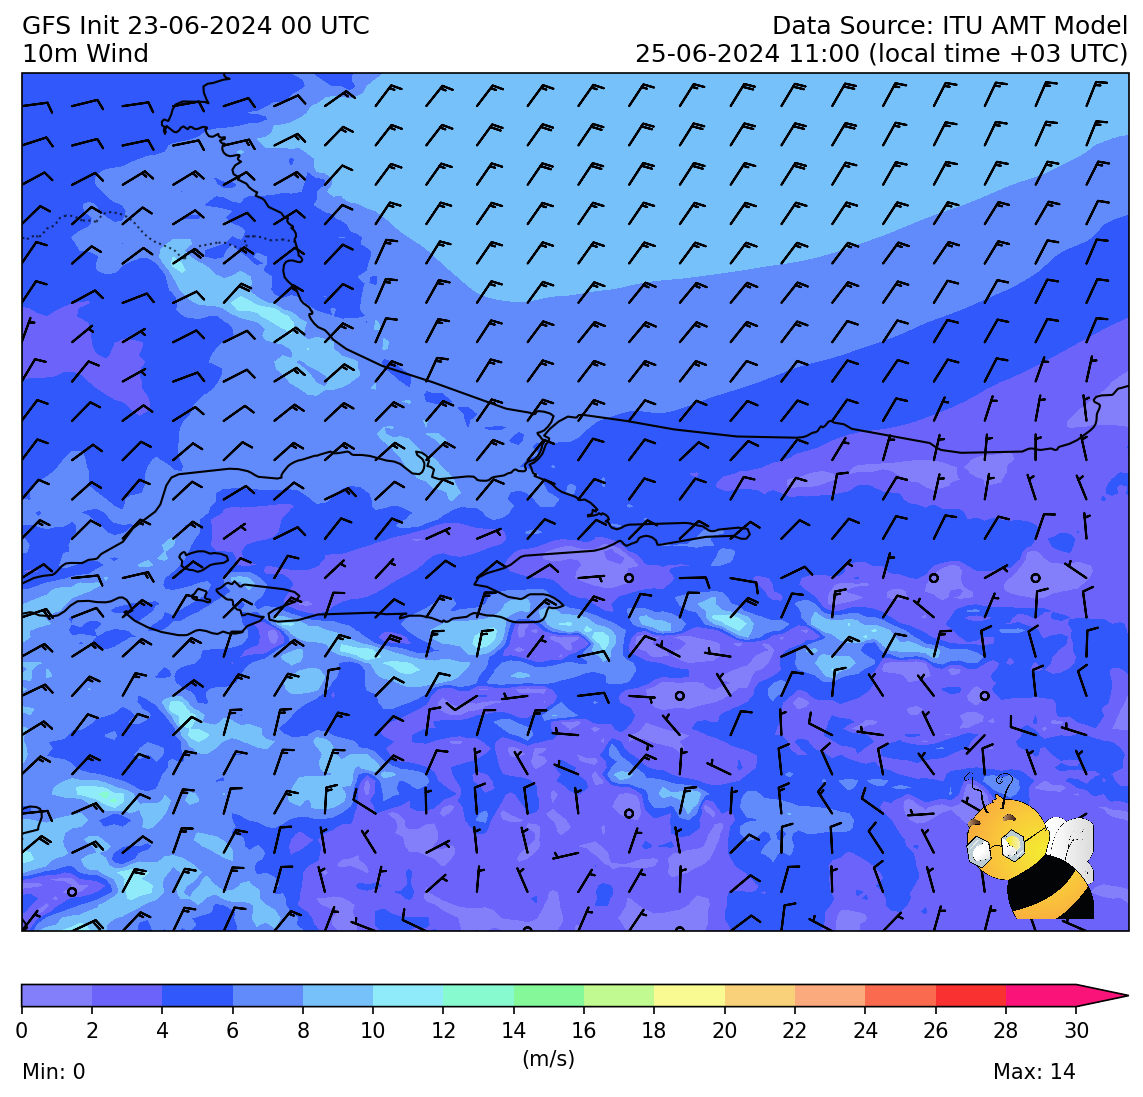 GFS Init 23-06-2024 00 UTC
Data Source: ITU AMT Model
10m Wind
25-06-2024 11:00 (local time +03 UTC)
0 2 4 6 8 10 12 14 16 18 20 22 24 26 28 30
(m/s)
Min: 0
Max: 14